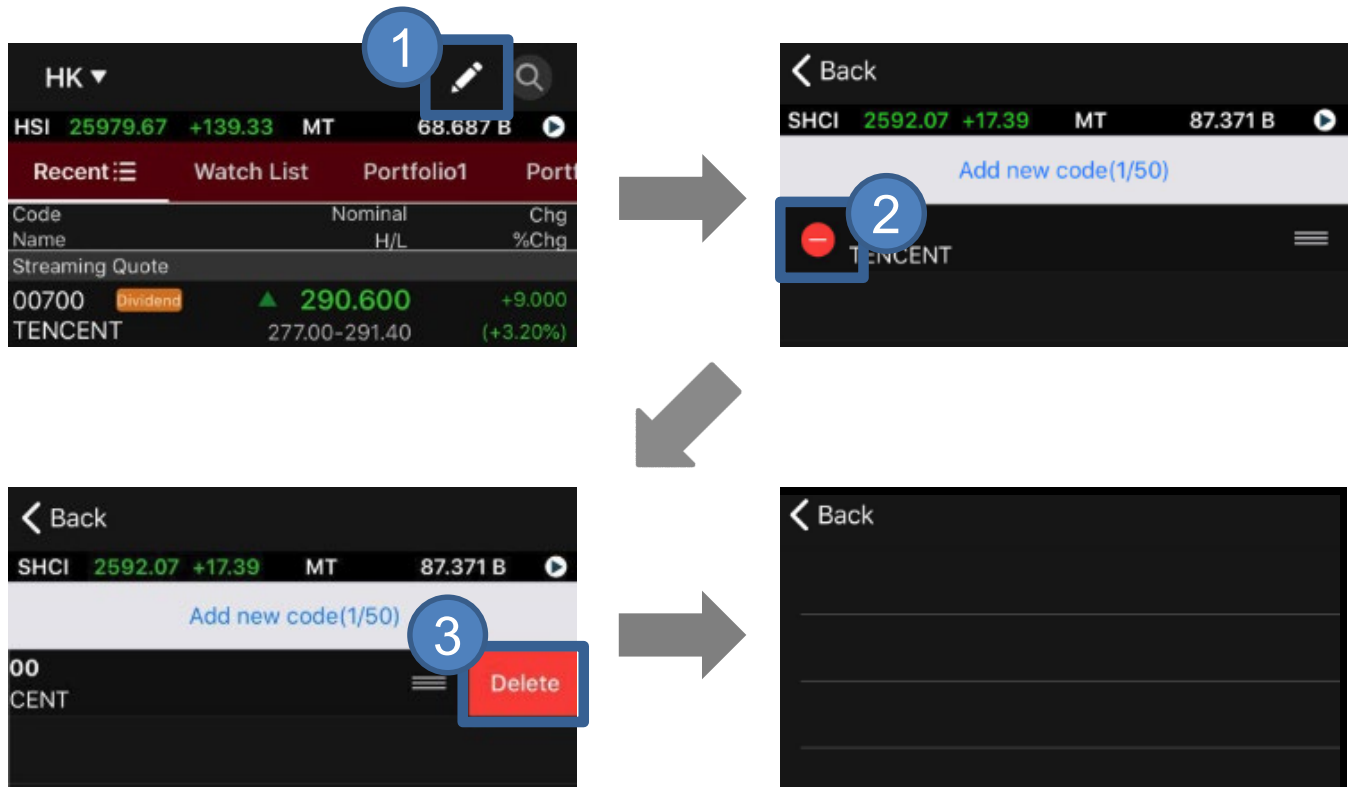 1
HK ▼
HSI 25979.67 +139.33 MT 68.687 B
Recent Watch List Portfolio1 Portf
Code Nominal Chg
Name H/L %Chg
Streaming Quote
00700 Dividend ▲ 290.600 +9.000
TENCENT 277.00-291.40 (+3.20%)
Back
SHCI 2592.07 +17.39 MT 87.371 B
Add new code(1/50)
2
TENCENT
Back
SHCI 2592.07 +17.39 MT 87.371 B
Add new code(1/50)
3
00
CENT
Delete
Back